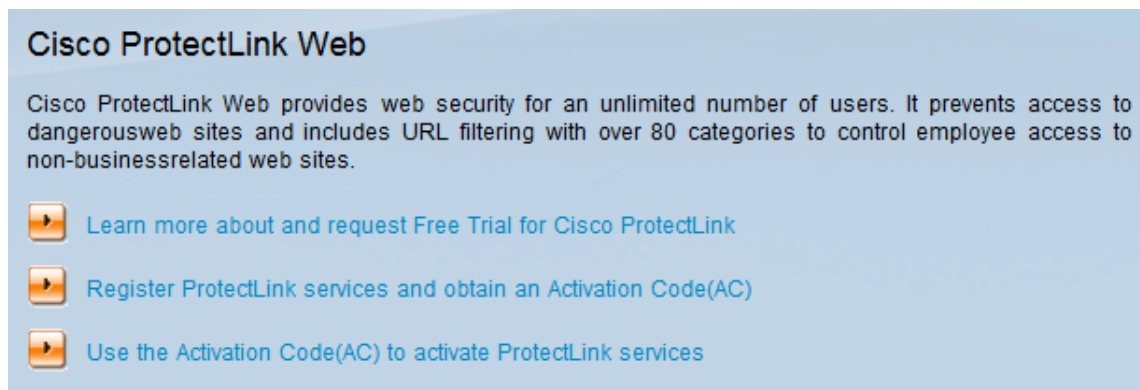 Cisco ProtectLink Web
Cisco ProtectLink Web provides web security for an unlimited number of users. It prevents access to
dangerousweb sites and includes URL filtering with over 80 categories to control employee access to
non-businessrelated web sites.
Learn more about and request Free Trial for Cisco ProtectLink
Register ProtectLink services and obtain an Activation Code(AC)
Use the Activation Code(AC) to activate ProtectLink services